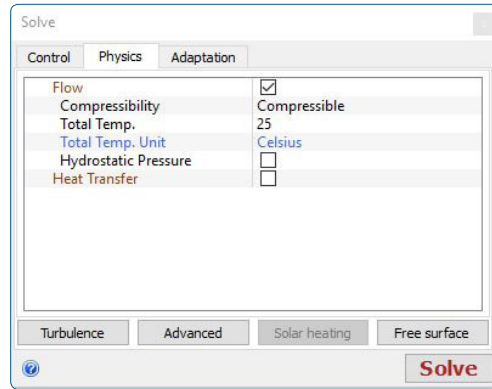 Solve
Control Physics Adaptation
Flow
Compressibility Compressible
Total Temp. 25
Total Temp. Unit Celsius
Hydrostatic Pressure
Heat Transfer
Turbulence Advanced Solar heating Free surface
? Solve